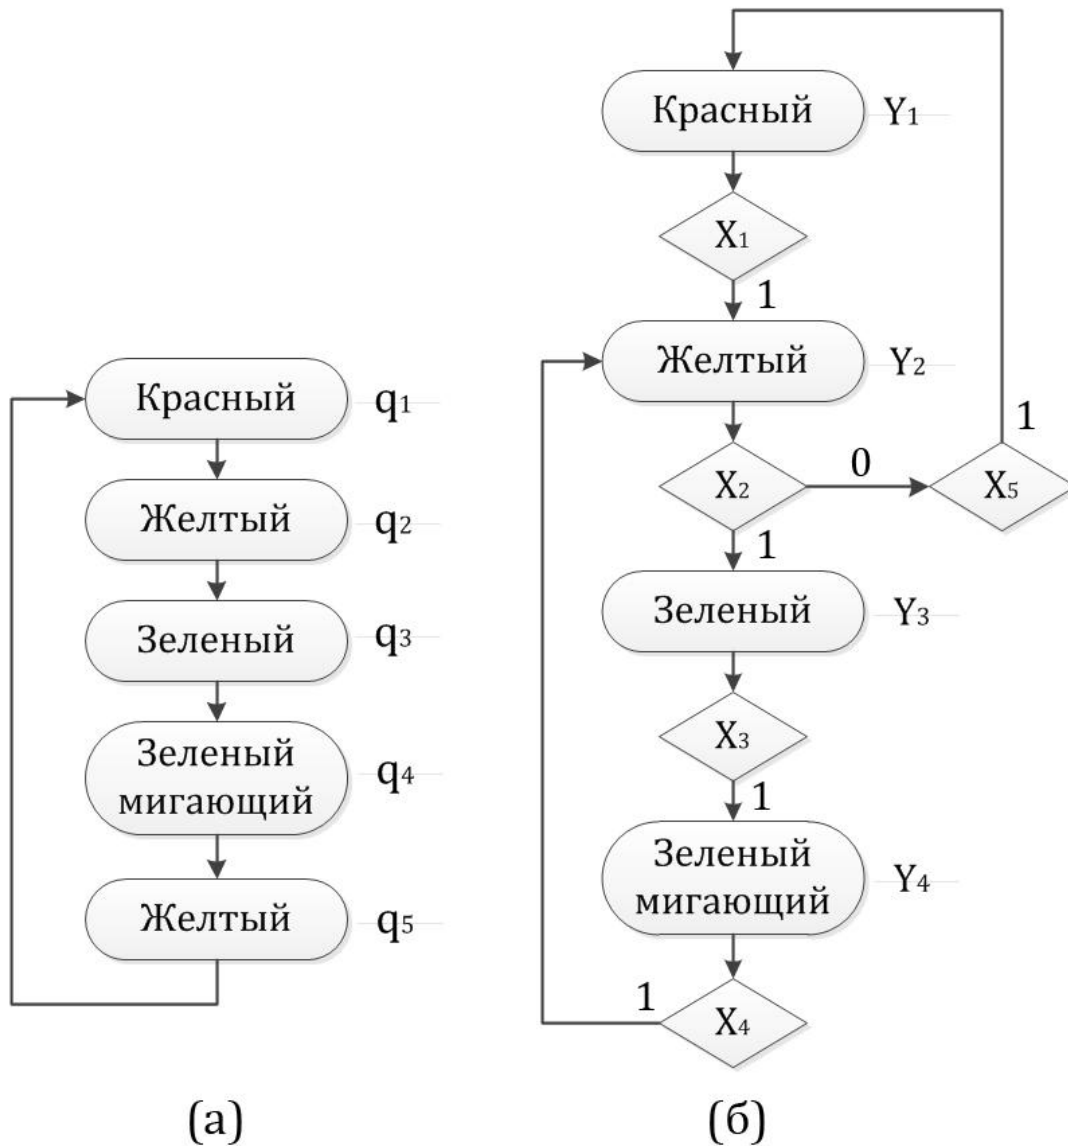 Красный
q1
Желтый
q2
Зеленый
q3
Зеленый
мигающий
q4
Желтый
q5
(а)
Красный
Y1
X1
1
Желтый
Y2
X2
0
X5
1
1
Зеленый
Y3
X3
1
Зеленый
мигающий
Y4
1
X4
(б)